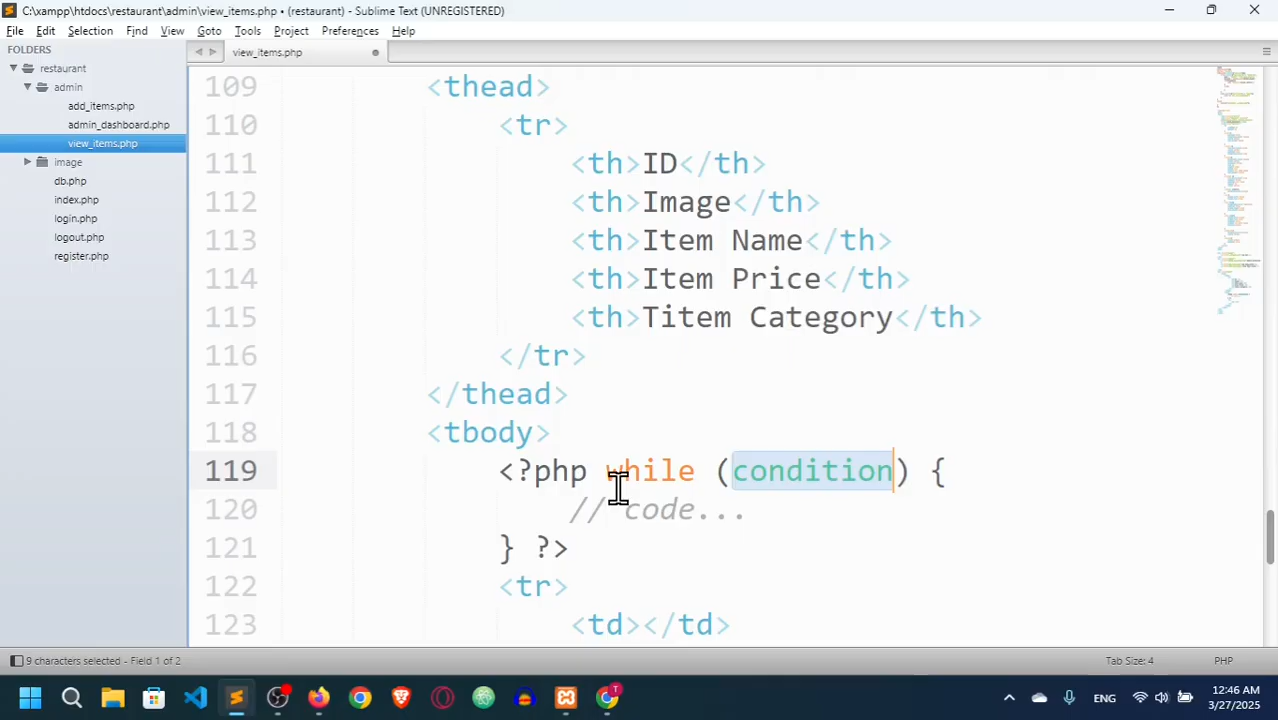 C:\xampp\htdocs\restaurant\admin\view_items.php • (restaurant) - Sublime Text (UNREGISTERED)
File Edit Selection Find View Goto Tools Project Preferences Help
FOLDERS
restaurant
admin
add_items.php
admin_dashboard.php
view_items.php
image
db.php
index.php
login.php
logout.php
register.php
view_items.php
109 <thead>
110 <tr>
111 <th>ID</th>
112 <th>Image</th>
113 <th>Item Name</th>
114 <th>Item Price</th>
115 <th>Titem Category</th>
116 </tr>
117 </thead>
118 <tbody>
119 <?php while (condition) {
120 // code...
121 } ?>
122 <tr>
123 <td></td>
9 characters selected - Field 1 of 2
Tab Size: 4
PHP
ENG
12:46 AM
3/27/2025